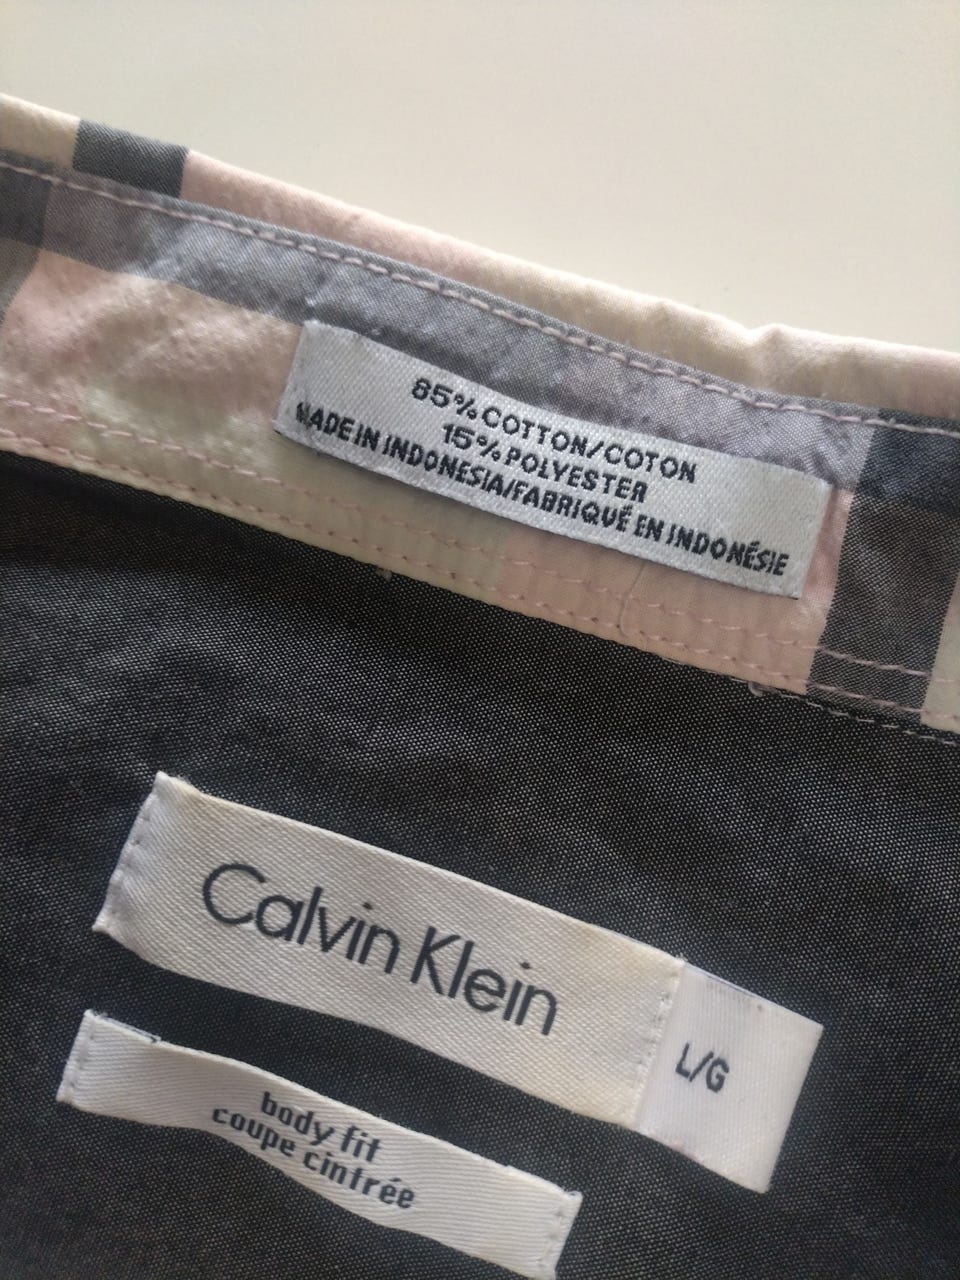 85%COTTON/COTON
15%POLYESTER
MADE IN INDONESIA/FABRIQUÉ EN INDONÉSIE
Calvin Klein
L/G
body fit
coupe cintrée